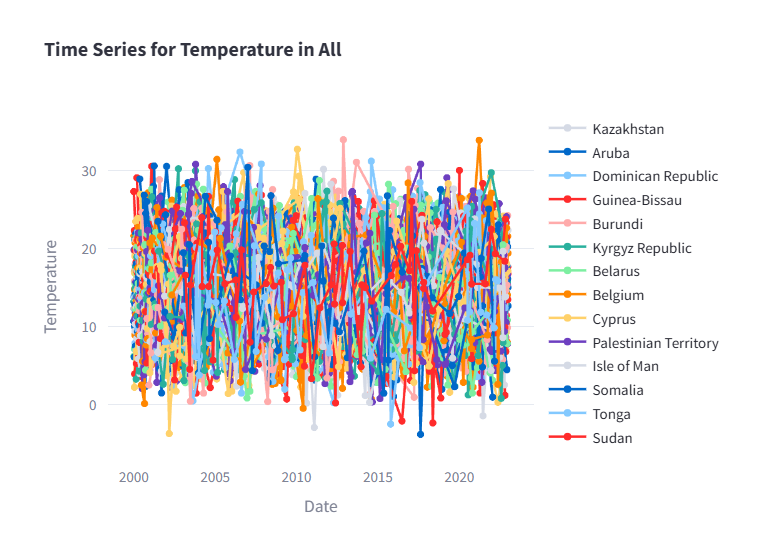 Time Series for Temperature in All
Kazakhstan
Aruba
Dominican Republic
Guinea-Bissau
Burundi
Kyrgyz Republic
Belarus
Belgium
Cyprus
Palestinian Territory
Isle of Man
Somalia
Tonga
Sudan
Temperature
30
20
10
0
2000
2005
2010
2015
2020
Date